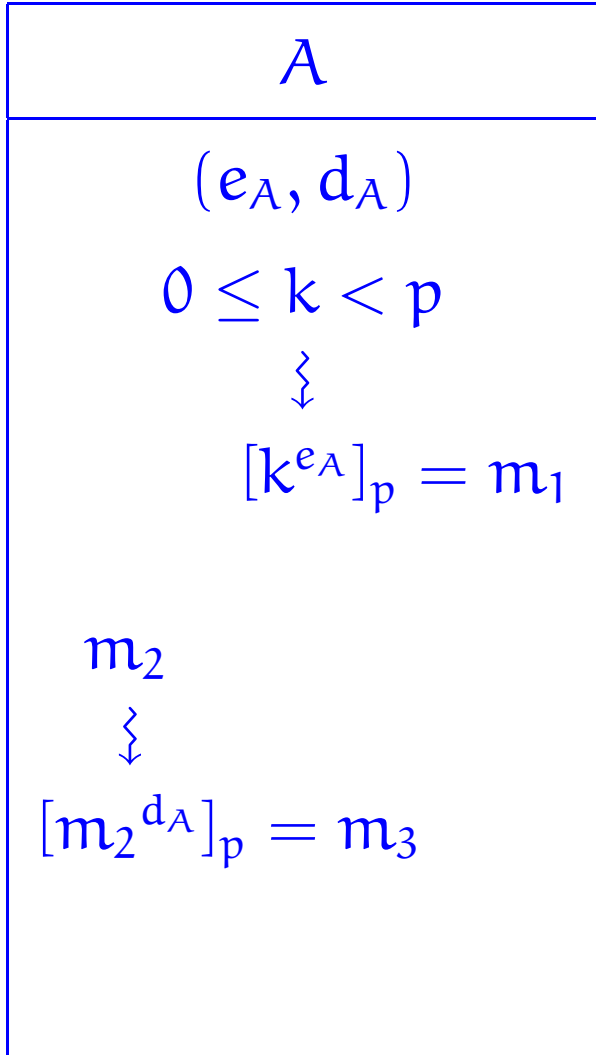 A
(e_A, d_A)
0 ≤ k < p
[k^{e_A}]_p = m_1
m_2
[m_2^{d_A}]_p = m_3